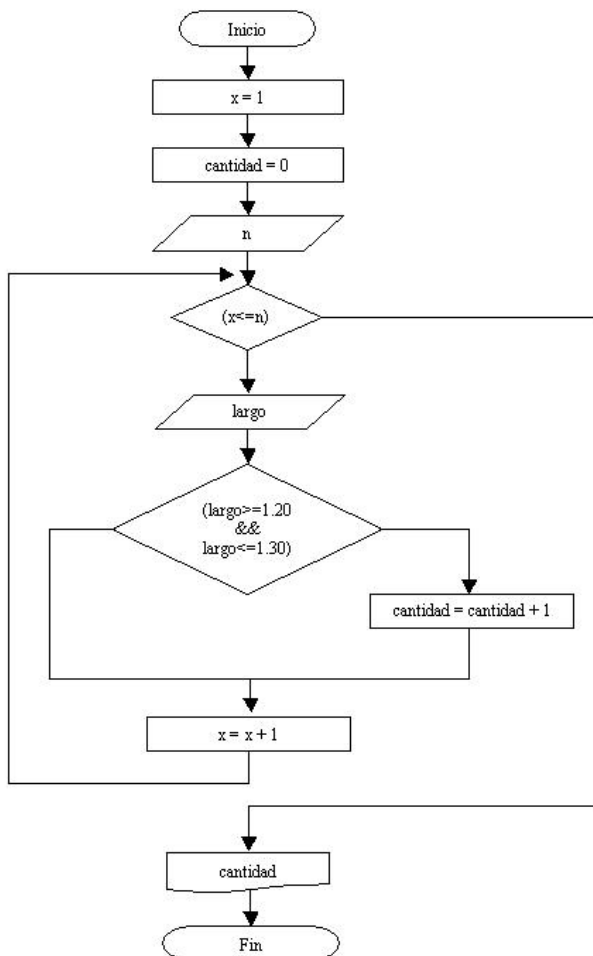 Inicio
x = 1
cantidad = 0
n
(x<=n)
largo
(largo>=1.20
&&
largo<=1.30)
cantidad = cantidad + 1
x = x + 1
cantidad
Fin